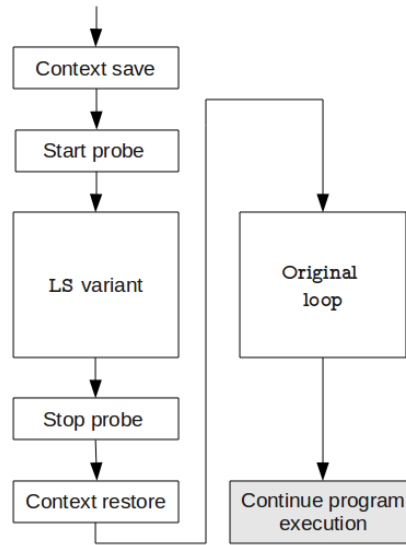 Context save
Start probe
LS variant
Stop probe
Context restore
Original
loop
Continue program
execution